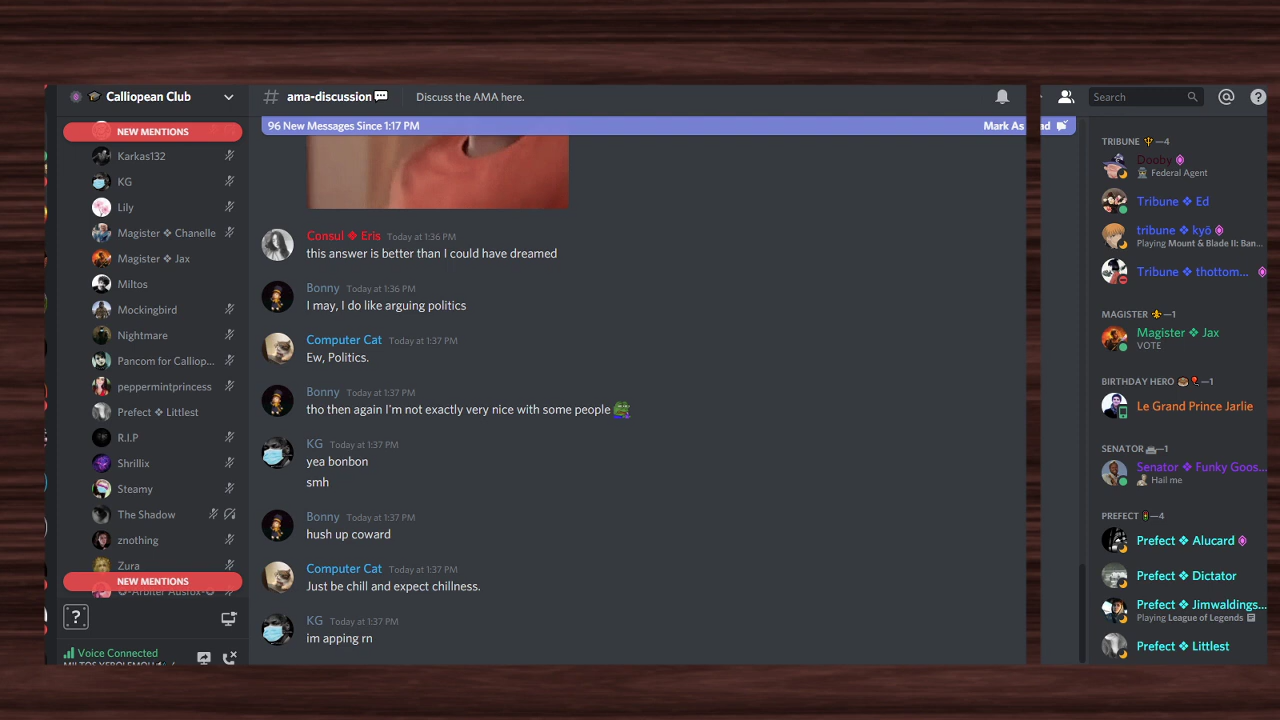 Calliopean Club
NEW MENTIONS
Karkas132
KG
Lily
Magister ❖ Chanelle
Magister ❖ Jax
Miltos
Mockingbird
Nightmare
Pancom for Calliop...
peppermintprincess
Prefect ❖ Littlest
R.I.P
Shrillix
Steamy
The Shadow
znothing
Zura
NEW MENTIONS
?
Voice Connected
# ama-discussion Discuss the AMA here.
96 New Messages Since 1:17 PM Mark As
Consul ❖ Eris Today at 1:36 PM
this answer is better than I could have dreamed
Bonny Today at 1:36 PM
I may, I do like arguing politics
Computer Cat Today at 1:37 PM
Ew, Politics.
Bonny Today at 1:37 PM
tho then again I'm not exactly very nice with some people
KG Today at 1:37 PM
yea bonbon
smh
Bonny Today at 1:37 PM
hush up coward
Computer Cat Today at 1:37 PM
Just be chill and expect chillness.
KG Today at 1:37 PM
im apping rn
Search @ ?
ad
TRIBUNE —4
Dooby
Federal Agent
Tribune ❖ Ed
tribune ❖ kyō
Playing Mount & Blade II: Ban...
Tribune ❖ thottom...
MAGISTER —1
Magister ❖ Jax
VOTE
BIRTHDAY HERO —1
Le Grand Prince Jarlie
SENATOR —1
Senator ❖ Funky Goos...
Hail me
PREFECT —4
Prefect ❖ Alucard
Prefect ❖ Dictator
Prefect ❖ Jimwaldings...
Playing League of Legends
Prefect ❖ Littlest